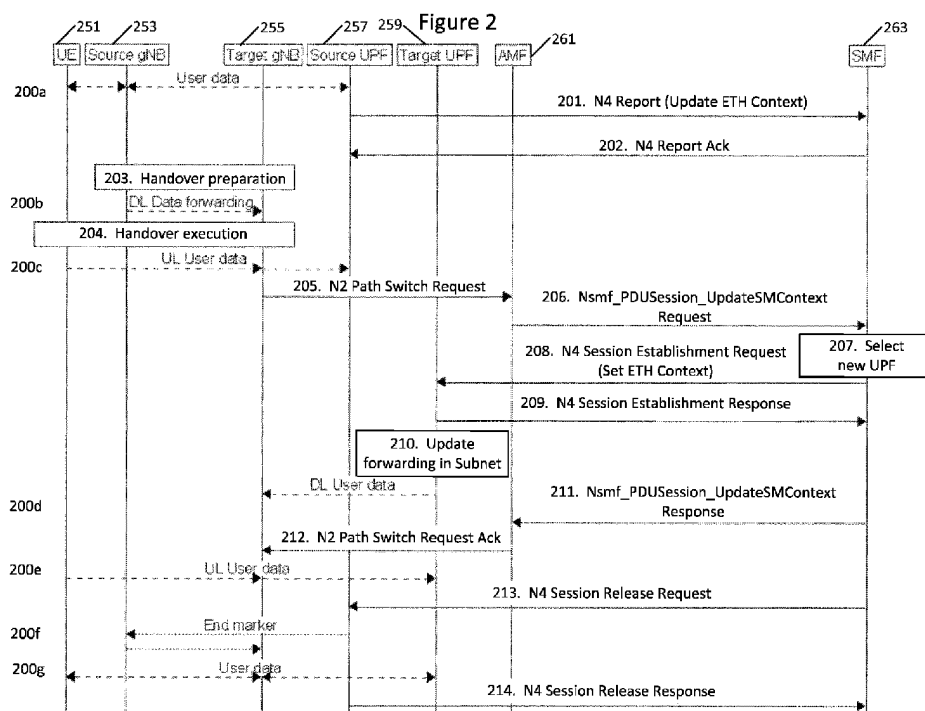 Figure 2
251 253 255 257 259 261 263
UE Source gNB Target gNB Source UPF Target UPF AMF SMF
200a User data
201. N4 Report (Update ETH Context)
202. N4 Report Ack
203. Handover preparation
200b DL Data forwarding
204. Handover execution
200c UL User data
205. N2 Path Switch Request
206. Nsmf_PDUSession_UpdateSMContext
Request
207. Select
new UPF
208. N4 Session Establishment Request
(Set ETH Context)
209. N4 Session Establishment Response
210. Update
forwarding in Subnet
200d DL User data
211. Nsmf_PDUSession_UpdateSMContext
Response
212. N2 Path Switch Request Ack
200e UL User data
213. N4 Session Release Request
200f End marker
200g User data
214. N4 Session Release Response